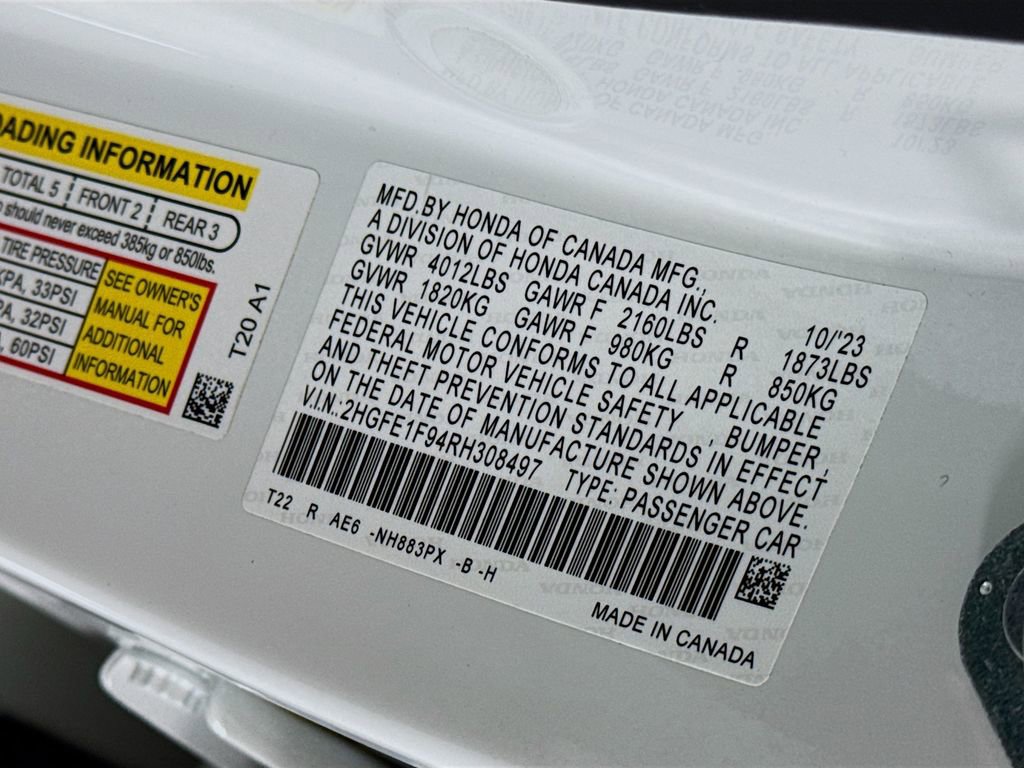 OADING INFORMATION
TOTAL 5 FRONT 2 REAR 3
should never exceed 385kg or 850lbs.
TIRE PRESSURE
KPA, 33PSI
PA, 32PSI
, 60PSI
SEE OWNER'S
MANUAL FOR
ADDITIONAL
INFORMATION
T20 A1
MFD.BY HONDA OF CANADA MFG.,
A DIVISION OF HONDA CANADA INC. 10/'23
GVWR 4012LBS GAWR F 2160LBS R 1873LBS
GVWR 1820KG GAWR F 980KG R 850KG
THIS VEHICLE CONFORMS TO ALL APPLICABLE
FEDERAL MOTOR VEHICLE SAFETY , BUMPER ,
AND THEFT PREVENTION STANDARDS IN EFFECT
ON THE DATE OF MANUFACTURE SHOWN ABOVE.
V.I.N.:2HGFE1F94RH308497 TYPE: PASSENGER CAR
T22 R AE6 -NH883PX -B -H
MADE IN CANADA